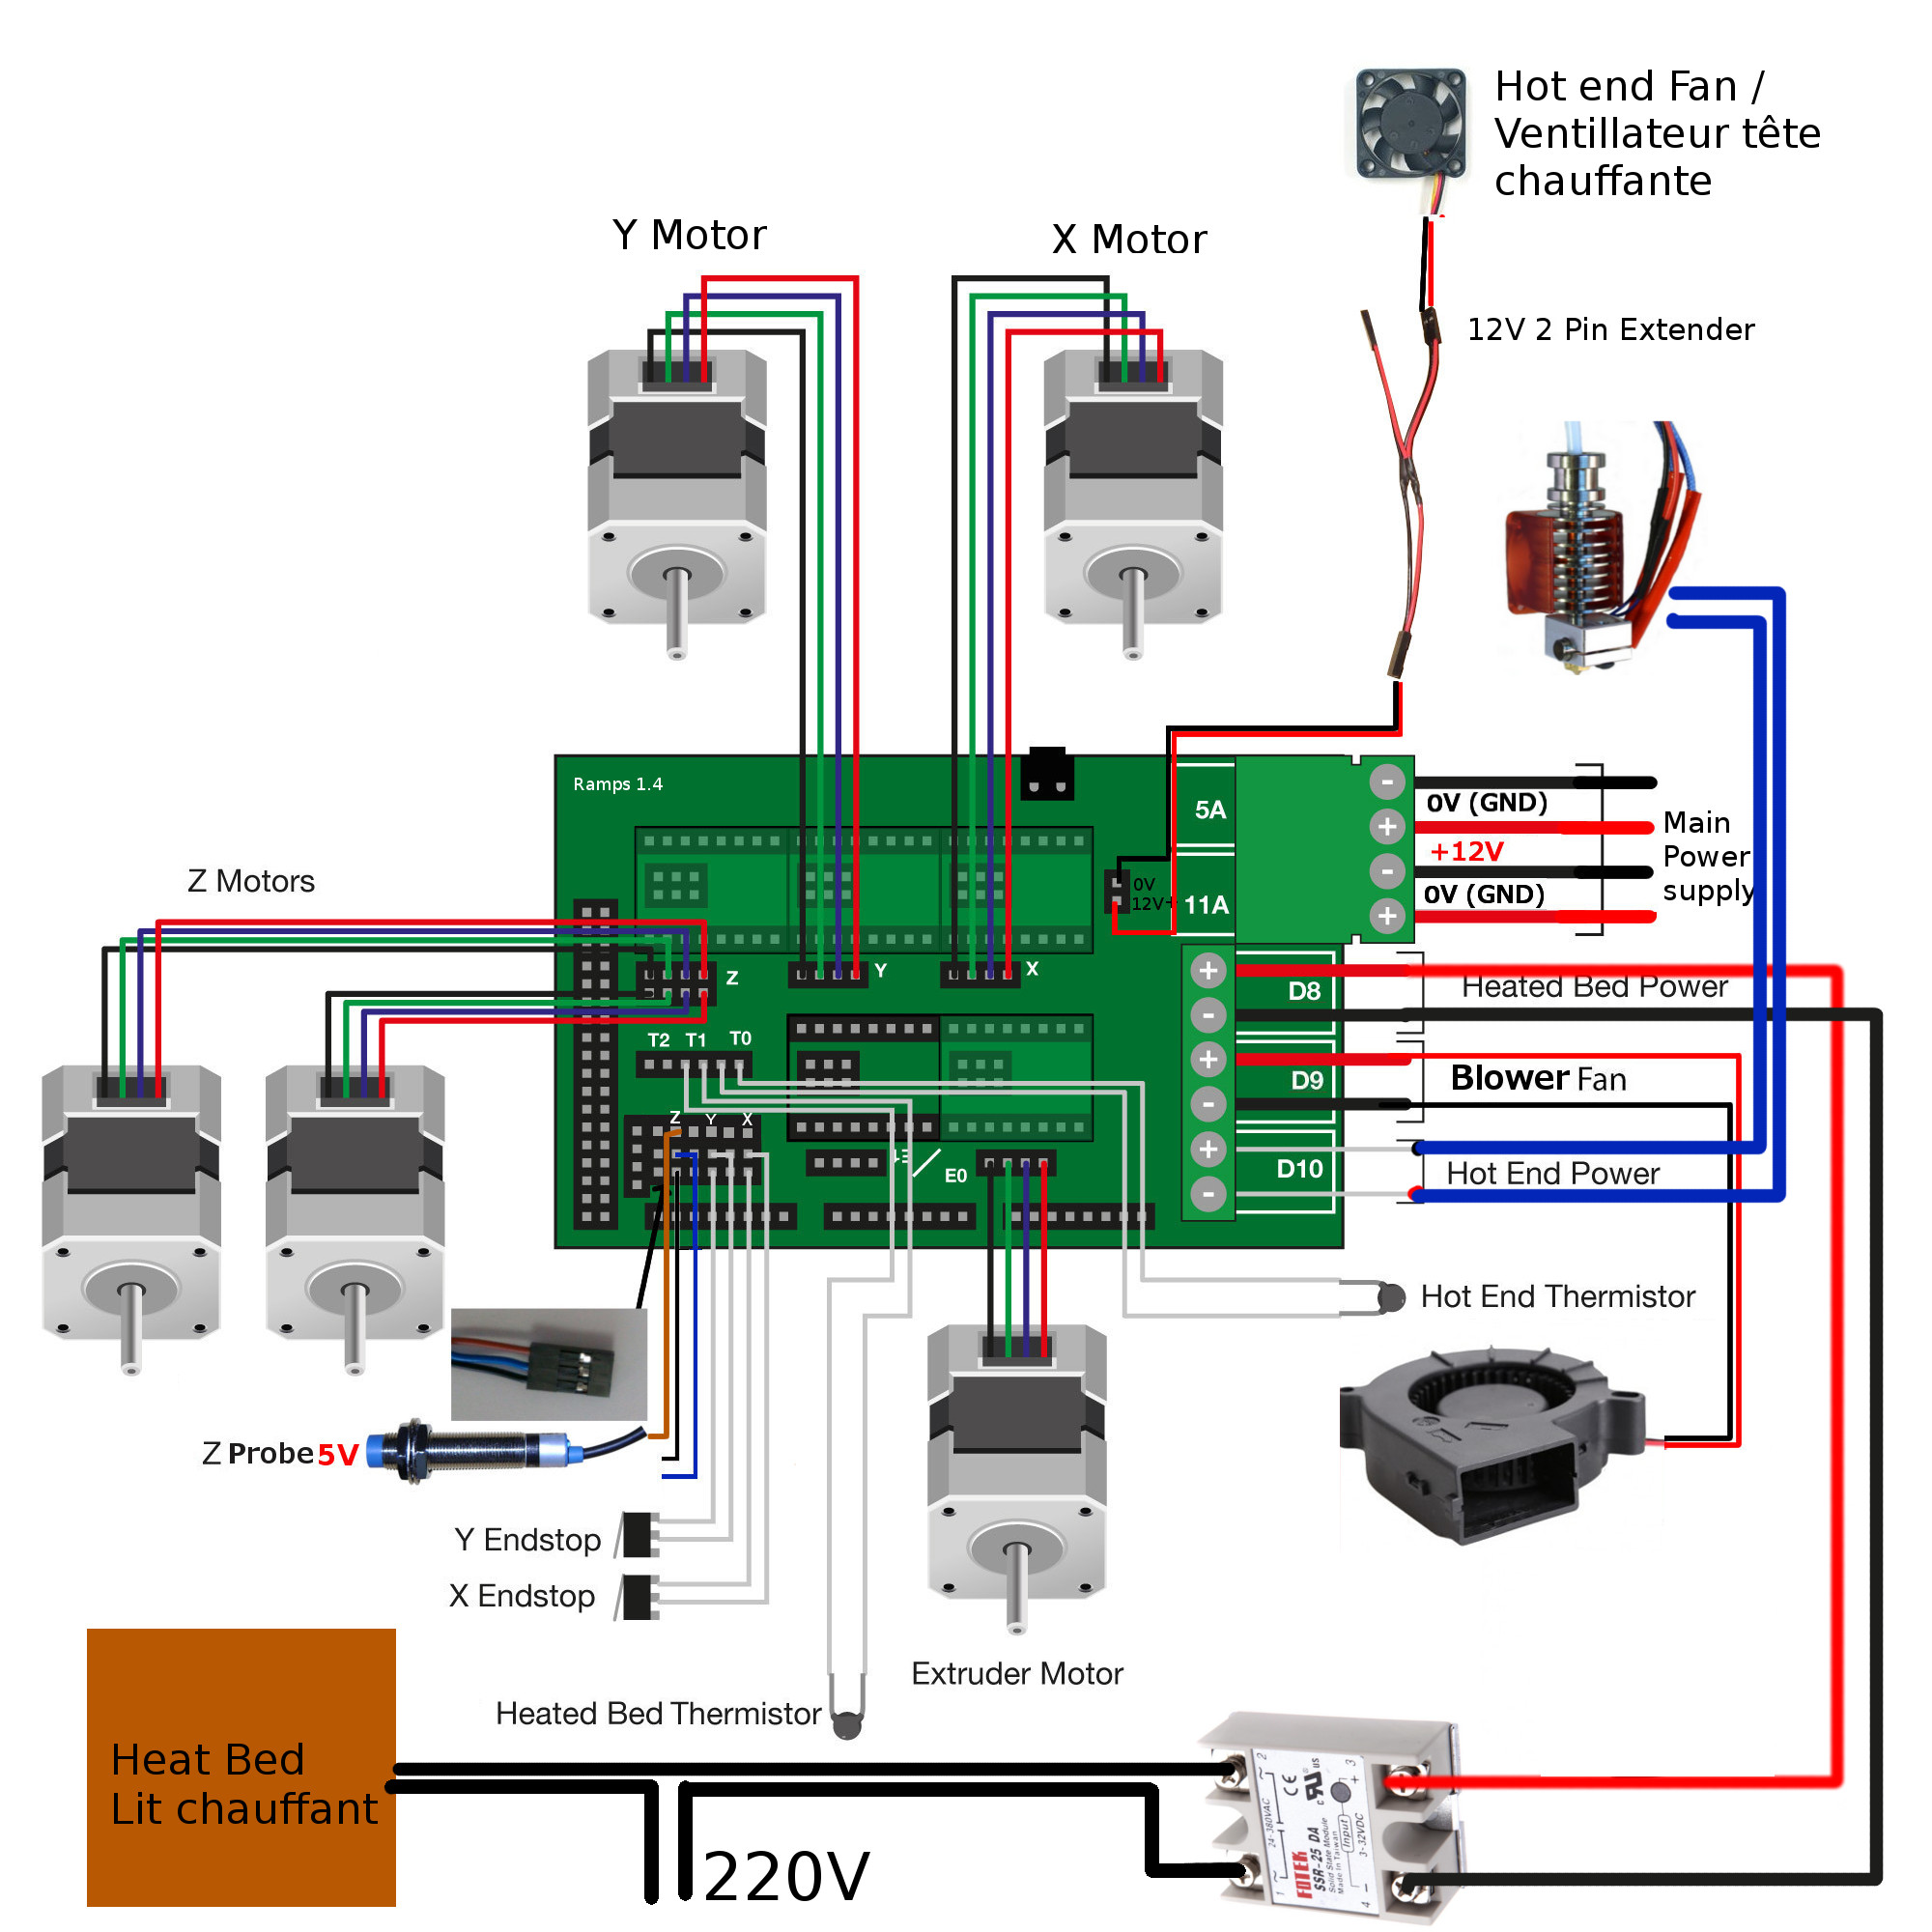 Hot end Fan /
Ventillateur tête
chauffante
Y Motor
X Motor
12V 2 Pin Extender
Ramps 1.4
5A
-
0V (GND)
+
+12V
-
0V (GND)
+
Main
Power
supply
Z Motors
0V
12V+
11A
Z
Y
X
+
D8
-
Heated Bed Power
T2 T1 T0
+
D9
-
Blower Fan
Z Y X
+
D10
-
Hot End Power
E1
E0
Hot End Thermistor
Z Probe 5V
Y Endstop
X Endstop
Extruder Motor
Heated Bed Thermistor
Heat Bed
Lit chauffant
220V
2
3
+
24-380VAC
Input
3-32VDC
FOTEK
SSR-25 DA
Solid State Module
Made in Taiwan
1
4
-
CE
c UR us